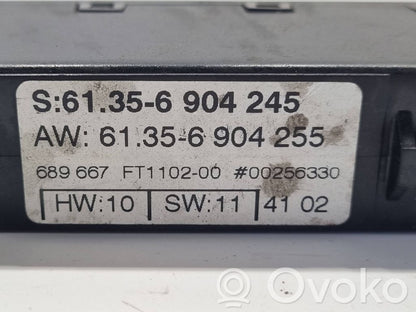 S:61.35-6 904 245
AW: 61.35-6 904 255
689 667 FT1102-00 #00256330
HW:10 SW:11 41 02
Ovoko